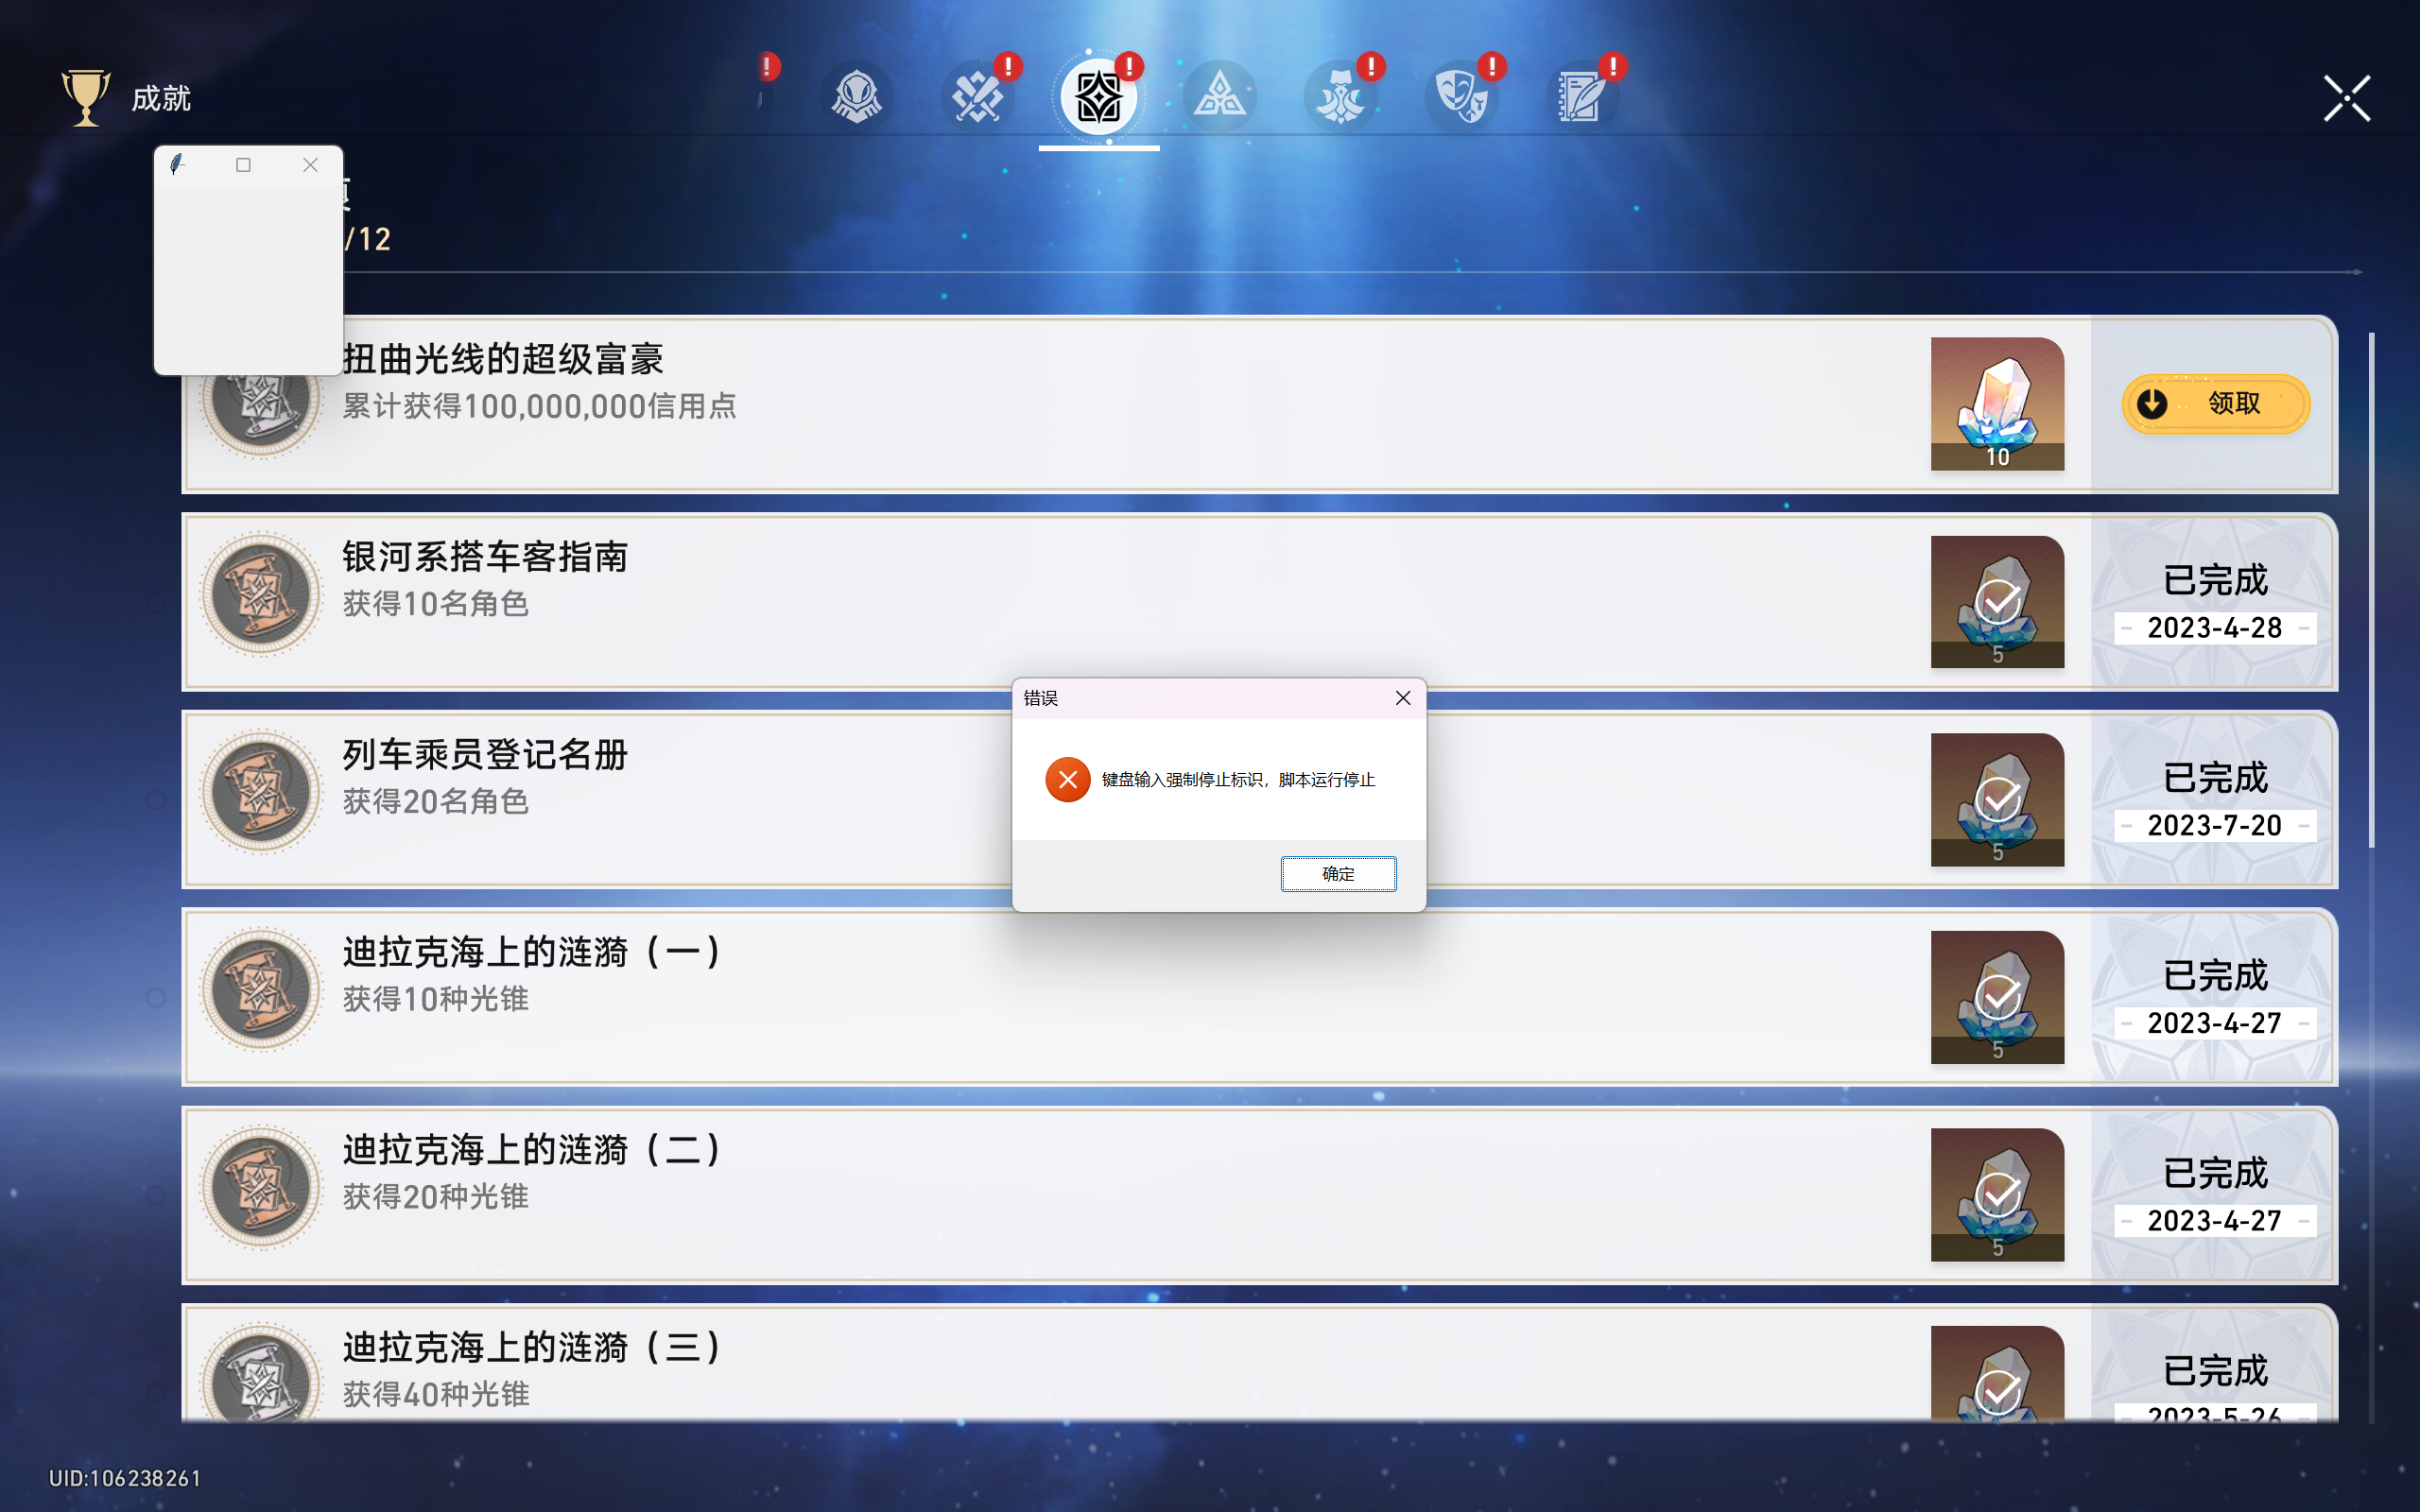 成就
/12
扭曲光线的超级富豪
累计获得100,000,000信用点
10
领取
银河系搭车客指南
获得10名角色
5
已完成
2023-4-28
错误
键盘输入强制停止标识，脚本运行停止
确定
列车乘员登记名册
获得20名角色
5
已完成
2023-7-20
迪拉克海上的涟漪（一）
获得10种光锥
5
已完成
2023-4-27
迪拉克海上的涟漪（二）
获得20种光锥
5
已完成
2023-4-27
迪拉克海上的涟漪（三）
获得40种光锥
已完成
2023-5-26
UID:106238261